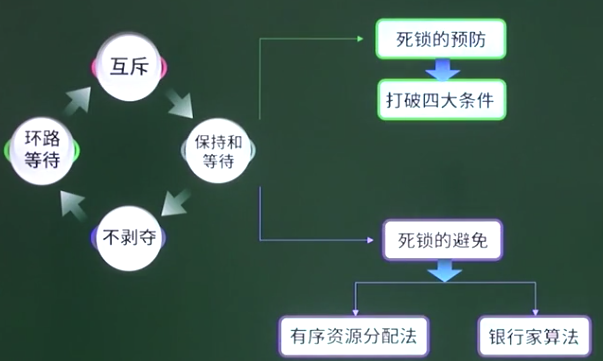 互斥
环路
等待
保持和
等待
不剥夺
死锁的预防
打破四大条件
死锁的避免
有序资源分配法
银行家算法